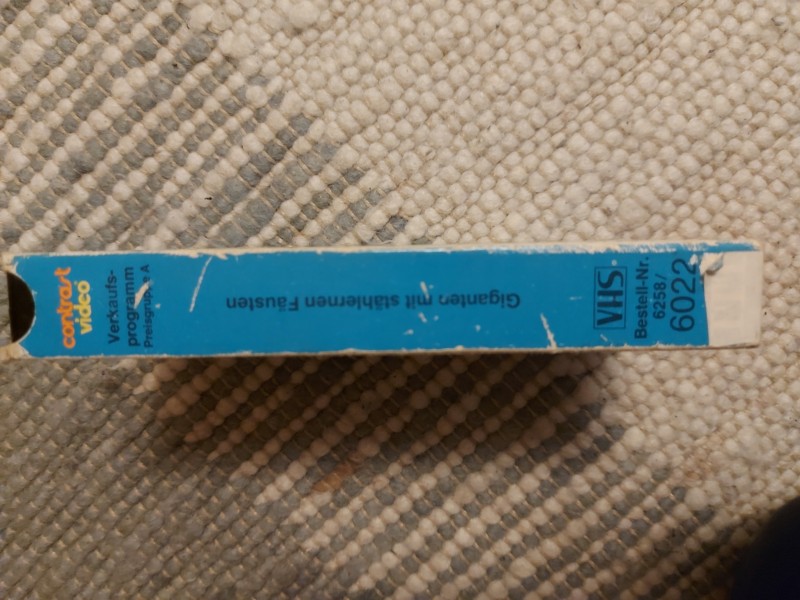 contrast
video
Verkaufs-
programm
Preisgruppe A
Giganten mit stählernen Fäusten
VHS
Bestell-Nr.
6258/
6022